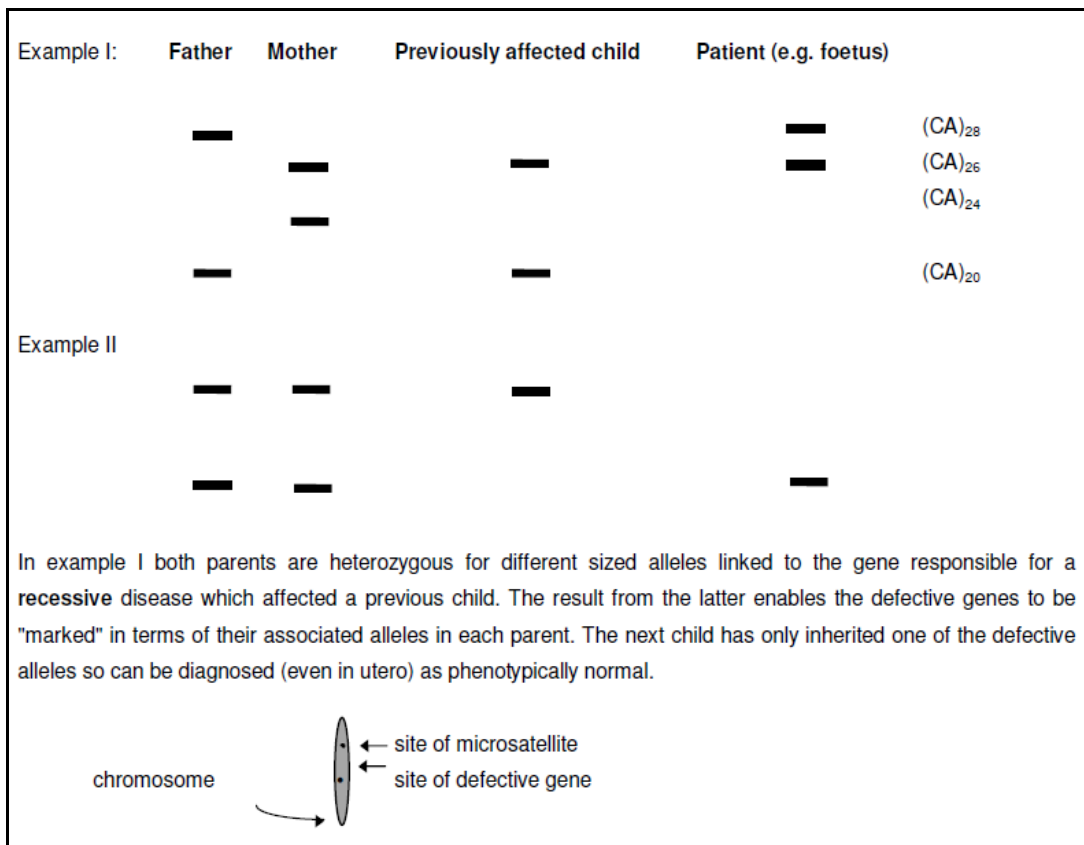 Example I: Father Mother Previously affected child Patient (e.g. foetus)
(CA)₂₈
(CA)₂₆
(CA)₂₄
(CA)₂₀
Example II
In example I both parents are heterozygous for different sized alleles linked to the gene responsible for a
recessive disease which affected a previous child. The result from the latter enables the defective genes to be
"marked" in terms of their associated alleles in each parent. The next child has only inherited one of the defective
alleles so can be diagnosed (even in utero) as phenotypically normal.
site of microsatellite
chromosome site of defective gene